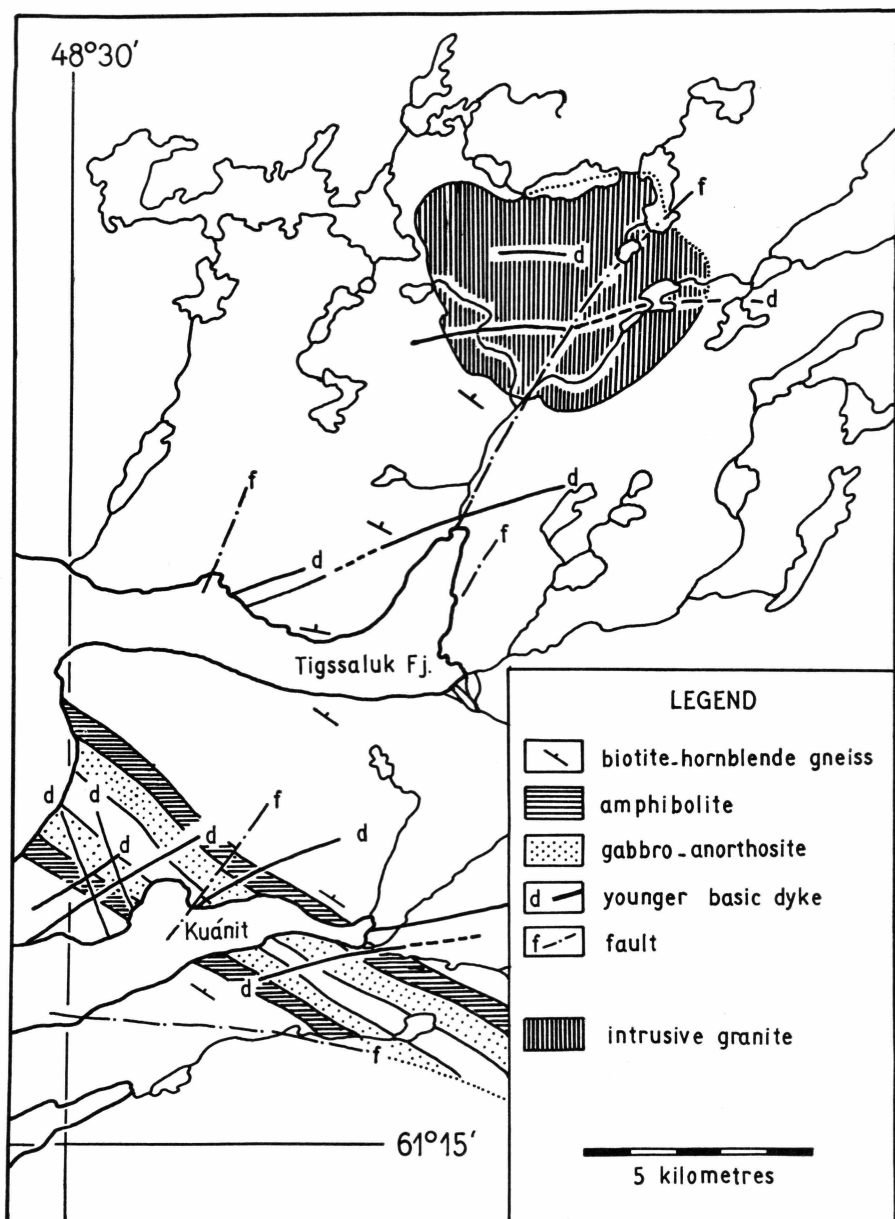 48°30′
f
d
d
f
d
d
f
Tigssaluk Fj.
d
d
d
f
d
Kuánit
d
f
61°15′
LEGEND
biotite-hornblende gneiss
amphibolite
gabbro-anorthosite
d younger basic dyke
f fault
intrusive granite
5 kilometres